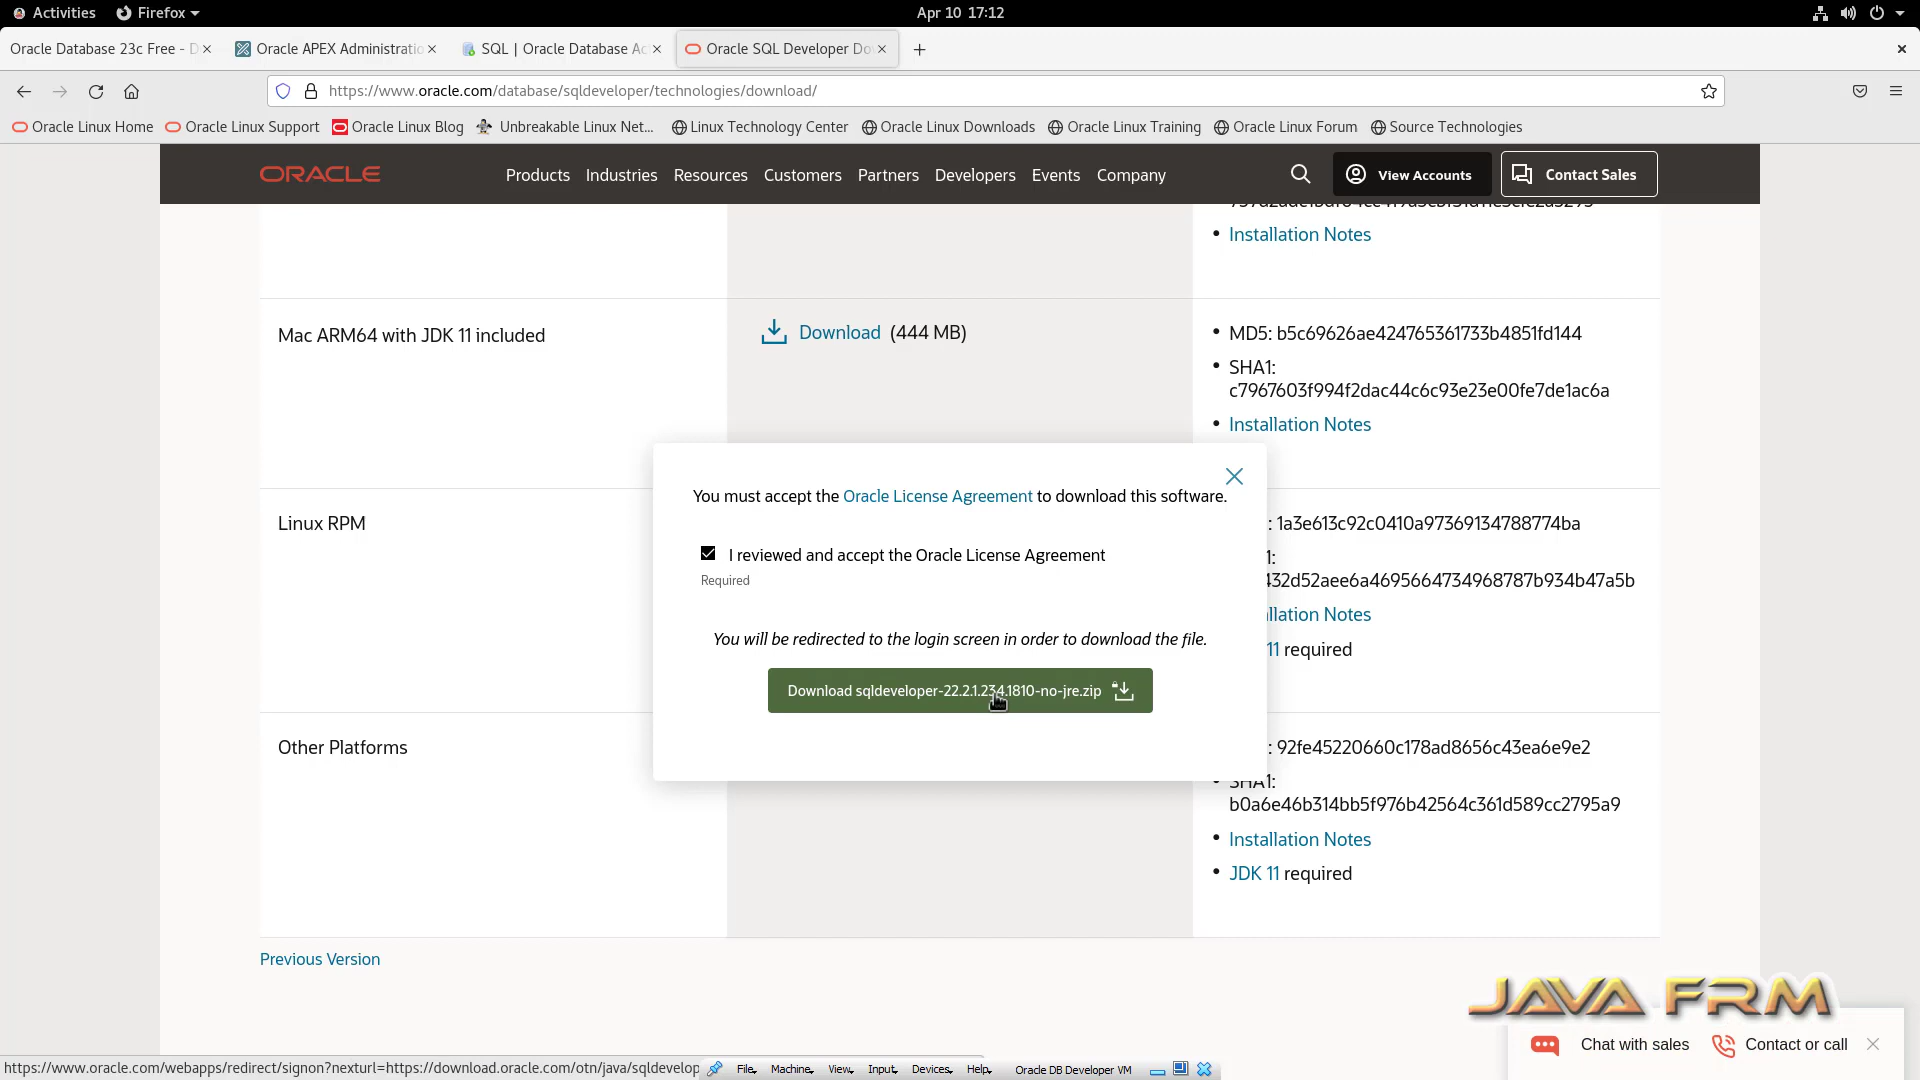 Activities
Firefox
Apr 10 17:12
Oracle Database 23c Free - D
Oracle APEX Administratio
SQL | Oracle Database Ac
Oracle SQL Developer Do
https://www.oracle.com/database/sqldeveloper/technologies/download/
Oracle Linux Home
Oracle Linux Support
Oracle Linux Blog
Unbreakable Linux Net...
Linux Technology Center
Oracle Linux Downloads
Oracle Linux Training
Oracle Linux Forum
Source Technologies
ORACLE
Products
Industries
Resources
Customers
Partners
Developers
Events
Company
View Accounts
Contact Sales
• Installation Notes
Mac ARM64 with JDK 11 included
Download (444 MB)
• MD5: b5c69626ae424765361733b4851fd144
• SHA1:
c7967603f994f2dac44c6c93e23e00fe7de1ac6a
• Installation Notes
You must accept the Oracle License Agreement to download this software.
I reviewed and accept the Oracle License Agreement
Required
You will be redirected to the login screen in order to download the file.
Download sqldeveloper-22.2.1.234.1810-no-jre.zip
Linux RPM
: 1a3e613c92c0410a97369134788774ba
1:
432d52aee6a4695664734968787b934b47a5b
llation Notes
11 required
Other Platforms
: 92fe45220660c178ad8656c43ea6e9e2
• SHA1:
b0a6e46b314bb5f976b42564c361d589cc2795a9
• Installation Notes
• JDK 11 required
Previous Version
JAVA FRM
Chat with sales
Contact or call
https://www.oracle.com/webapps/redirect/signon?nexturl=https://download.oracle.com/otn/java/sqldevelop
File
Machine
View
Input
Devices
Help
Oracle DB Developer VM